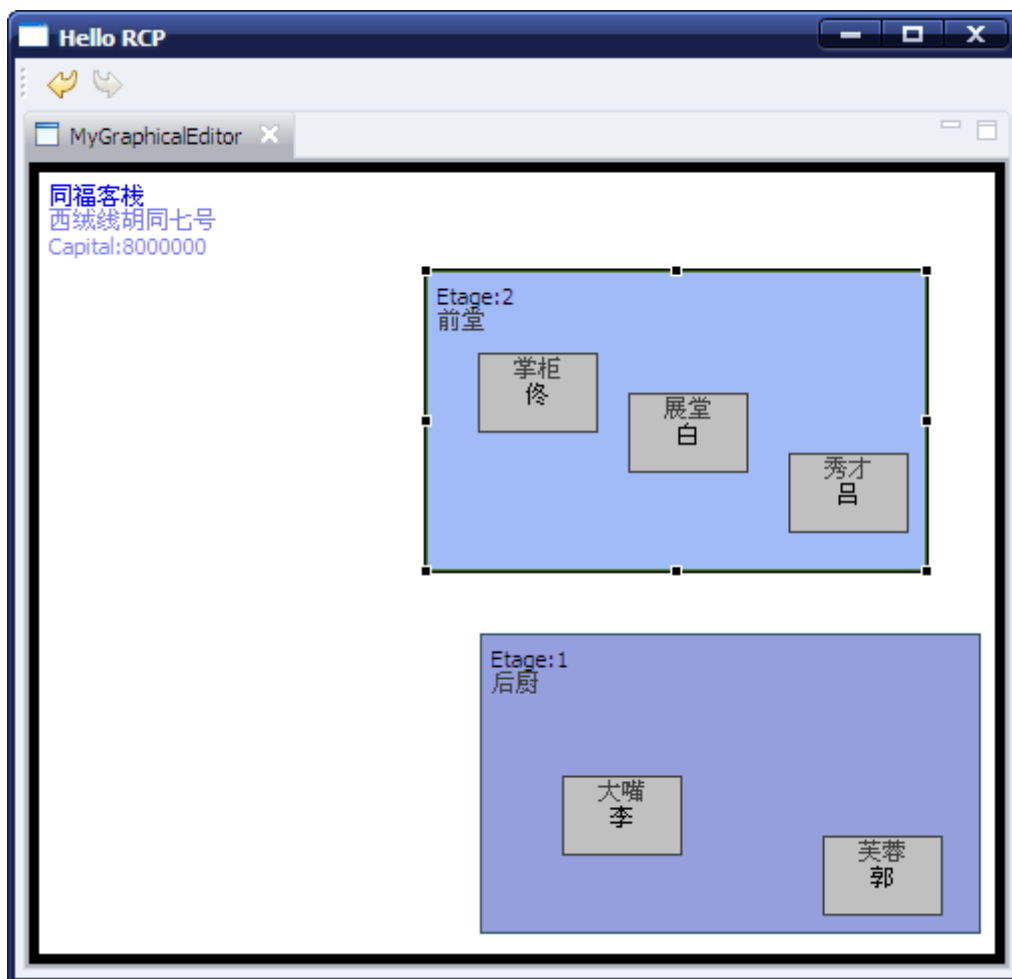 Hello RCP
MyGraphicalEditor
同福客栈
西绒线胡同七号
Capital:8000000
Etage:2
前堂
掌柜
佟
展堂
白
秀才
吕
Etage:1
后厨
大嘴
李
芙蓉
郭